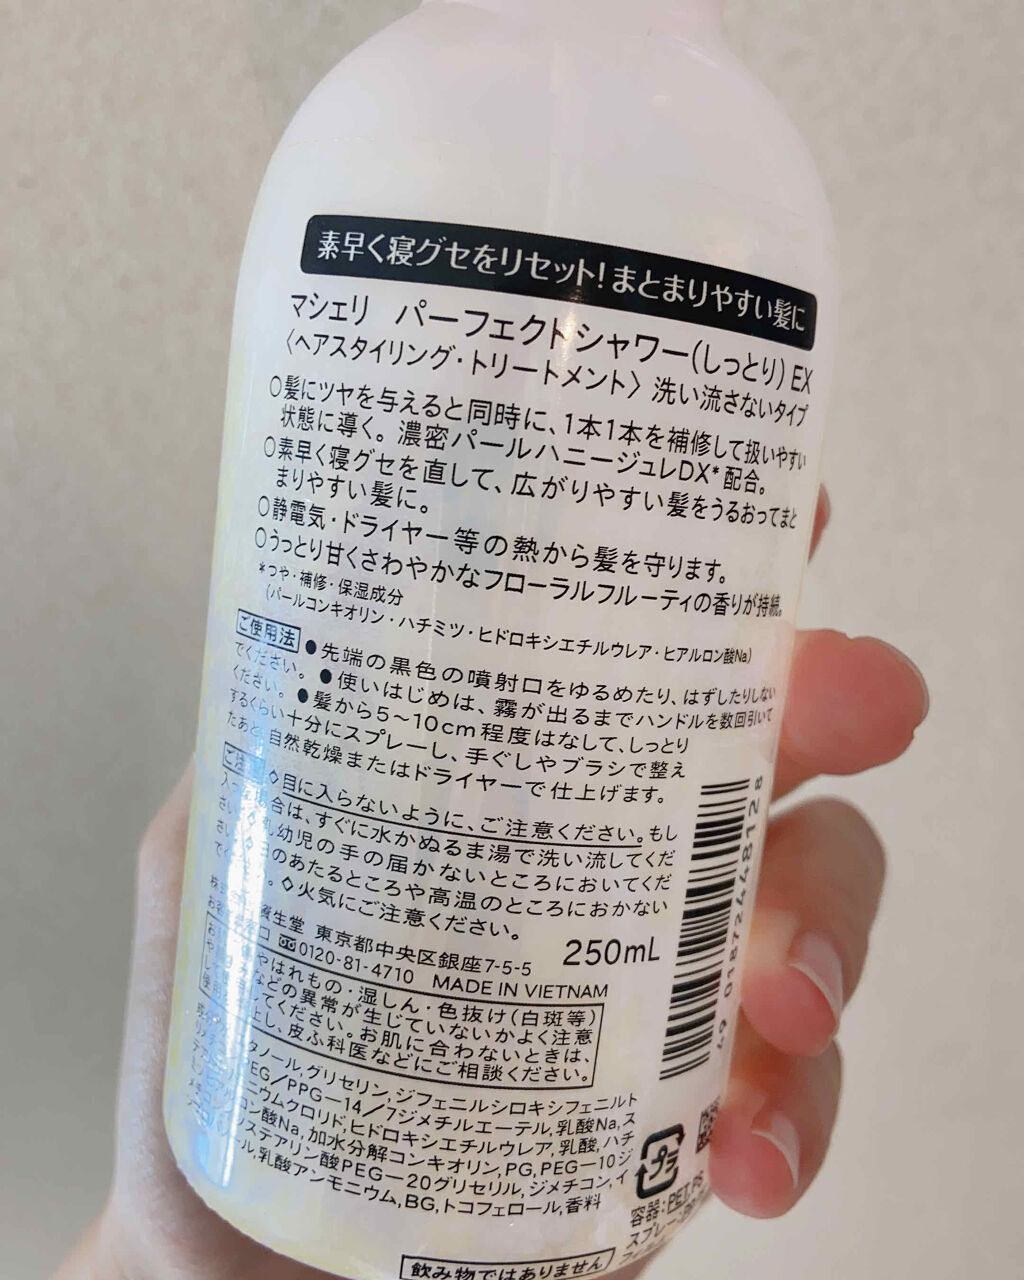 素早く寝グセをリセット!まとまりやすい髪に
マシェリ パーフェクトシャワー(しっとり) EX
〈ヘアスタイリング・トリートメント〉洗い流さないタイプ
○髪にツヤを与えると同時に、1本1本を補修して扱いやすい
状態に導く。濃密パールハニージュレDX*配合。
○素早く寝グセを直して、広がりやすい髪をうるおってまと
まりやすい髪に。
○静電気・ドライヤー等の熱から髪を守ります。
○うっとり甘くさわやかなフローラルフルーティの香りが持続。
*つや・補修・保湿成分
(パールコンキオリン・ハチミツ・ヒドロキシエチルウレア・ヒアルロン酸Na)
ご使用法 ●先端の黒色の噴射口をゆるめたり、はずしたりしない
でください。 ●使いはじめは、霧が出るまでハンドルを数回引いて
ください。 ●髪から5〜10cm程度はなして、しっとり
するくらい十分にスプレーし、手ぐしやブラシで整え
たあと、自然乾燥またはドライヤーで仕上げます。
ご注 ◇目に入らないように、ご注意ください。もし
合は、すぐに水かぬるま湯で洗い流してくだ
さい。 乳幼児の手の届かないところにおいてくだ
さい。 のあたるところや高温のところにおかない
でく 。◇火気にご注意ください。
株式 資生堂 東京都中央区銀座7-5-5
お 口 0120-81-4710 MADE IN VIETNAM
250mL
4901872448128
やはれもの・湿しん・色抜け(白斑等)
などの異常が生じていないかよく注意
してください。お肌に合わないときは、
し、皮ふ科医などにご相談ください。
タノール,グリセリン,ジフェニルシロキシフェニルト
PEG/PPG-14/7ジメチルエーテル,乳酸Na,ス
ニウムクロリド,ヒドロキシエチルウレア,乳酸,ハチ
ン酸Na,加水分解コンキオリン,PG,PEG-10ジ
ステアリン酸PEG-20グリセリル,ジメチコン,イ
ール,乳酸アンモニウム,BG,トコフェロール,香料
プラ
容器:PET,PS
スプレー:PP
飲み物ではありません